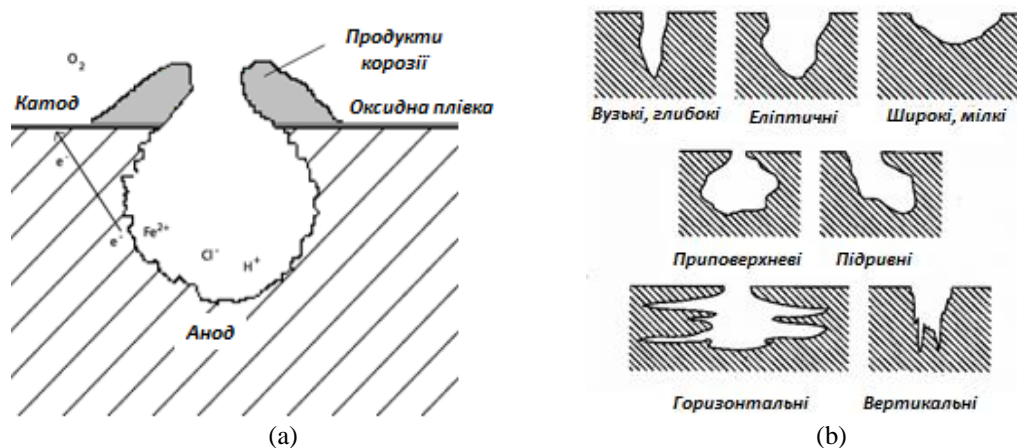 Продукти
корозії
O₂
Катод
Оксидна плівка
e⁻
e⁻
Fe²⁺
Cl⁻
H⁺
Анод
(a)
Вузькі, глибокі
Еліптичні
Широкі, мілкі
Приповерхневі
Підривні
Горизонтальні
Вертикальні
(b)